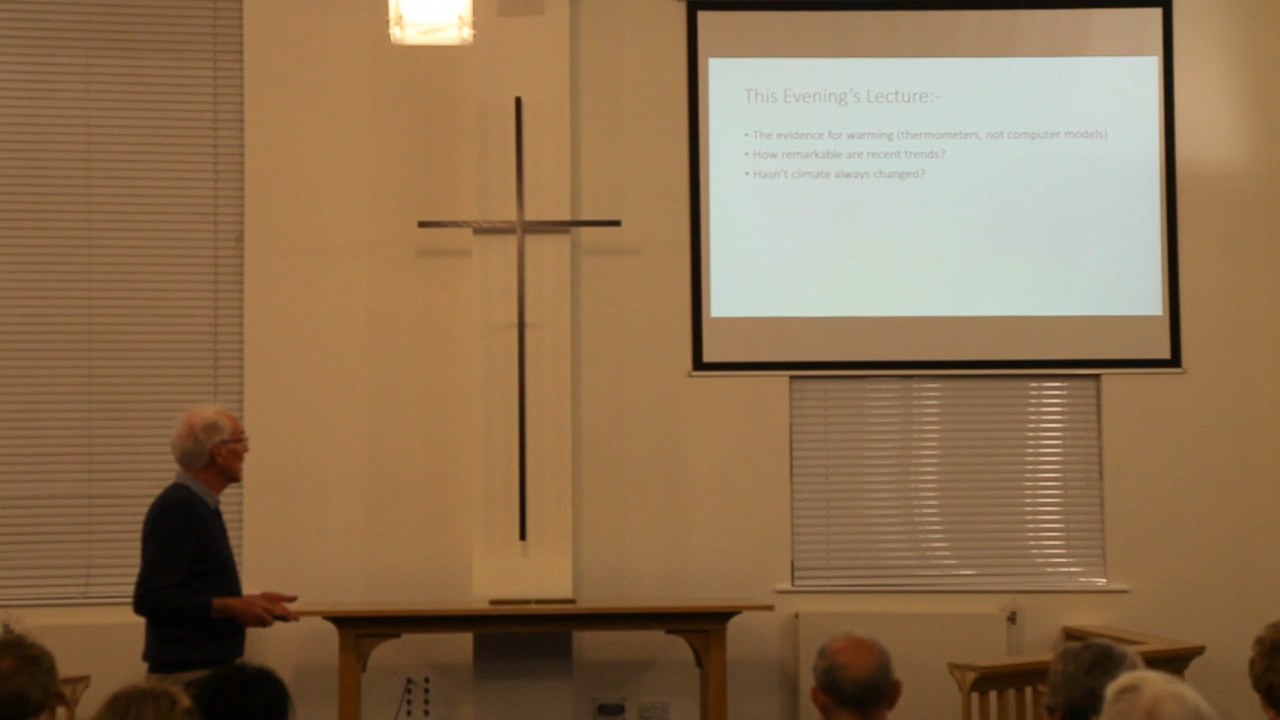 This Evening's Lecture:-
• The evidence for warming (thermometers, not computer models)
• How remarkable are recent trends?
• Hasn't climate always changed?